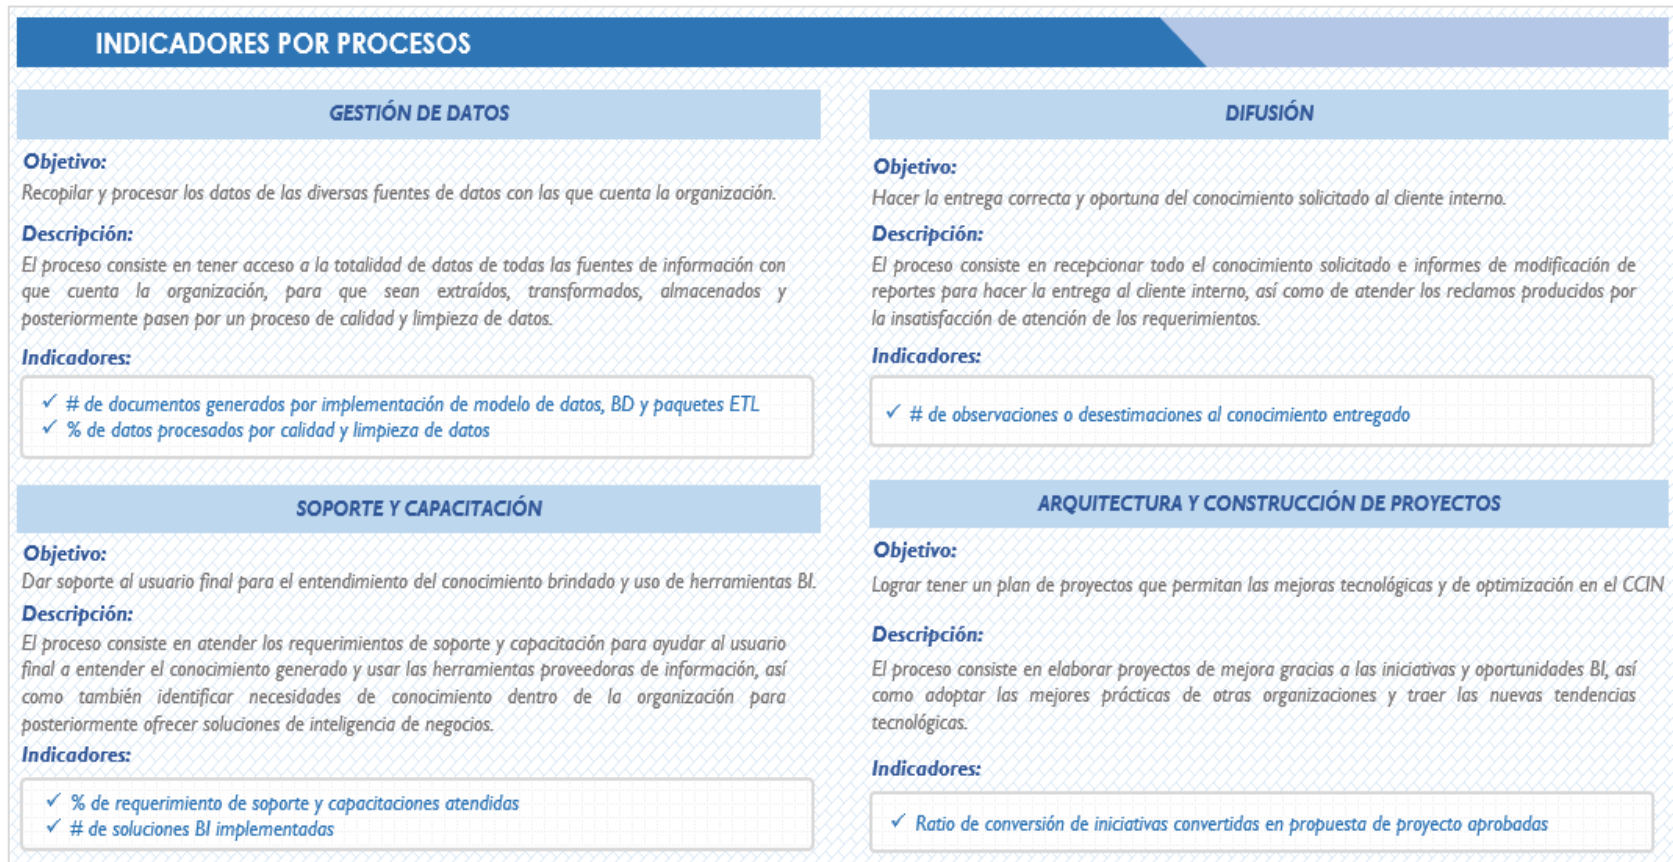 INDICADORES POR PROCESOS
GESTIÓN DE DATOS
Objetivo:
Recopilar y procesar los datos de las diversas fuentes de datos con las que cuenta la organización.
Descripción:
El proceso consiste en tener acceso a la totalidad de datos de todas las fuentes de información con
que cuenta la organización, para que sean extraídos, transformados, almacenados y
posteriormente pasen por un proceso de calidad y limpieza de datos.
Indicadores:
✓ # de documentos generados por implementación de modelo de datos, BD y paquetes ETL
✓ % de datos procesados por calidad y limpieza de datos
DIFUSIÓN
Objetivo:
Hacer la entrega correcta y oportuna del conocimiento solicitado al cliente interno.
Descripción:
El proceso consiste en recepcionar todo el conocimiento solicitado e informes de modificación de
reportes para hacer la entrega al cliente interno, así como de atender los reclamos producidos por
la insatisfacción de atención de los requerimientos.
Indicadores:
✓ # de observaciones o desestimaciones al conocimiento entregado
SOPORTE Y CAPACITACIÓN
Objetivo:
Dar soporte al usuario final para el entendimiento del conocimiento brindado y uso de herramientas BI.
Descripción:
El proceso consiste en atender los requerimientos de soporte y capacitación para ayudar al usuario
final a entender el conocimiento generado y usar las herramientas proveedoras de información, así
como también identificar necesidades de conocimiento dentro de la organización para
posteriormente ofrecer soluciones de inteligencia de negocios.
Indicadores:
✓ % de requerimiento de soporte y capacitaciones atendidas
✓ # de soluciones BI implementadas
ARQUITECTURA Y CONSTRUCCIÓN DE PROYECTOS
Objetivo:
Lograr tener un plan de proyectos que permitan las mejoras tecnológicas y de optimización en el CCIN
Descripción:
El proceso consiste en elaborar proyectos de mejora gracias a las iniciativas y oportunidades BI, así
como adoptar las mejores prácticas de otras organizaciones y traer las nuevas tendencias
tecnológicas.
Indicadores:
✓ Ratio de conversión de iniciativas convertidas en propuesta de proyecto aprobadas